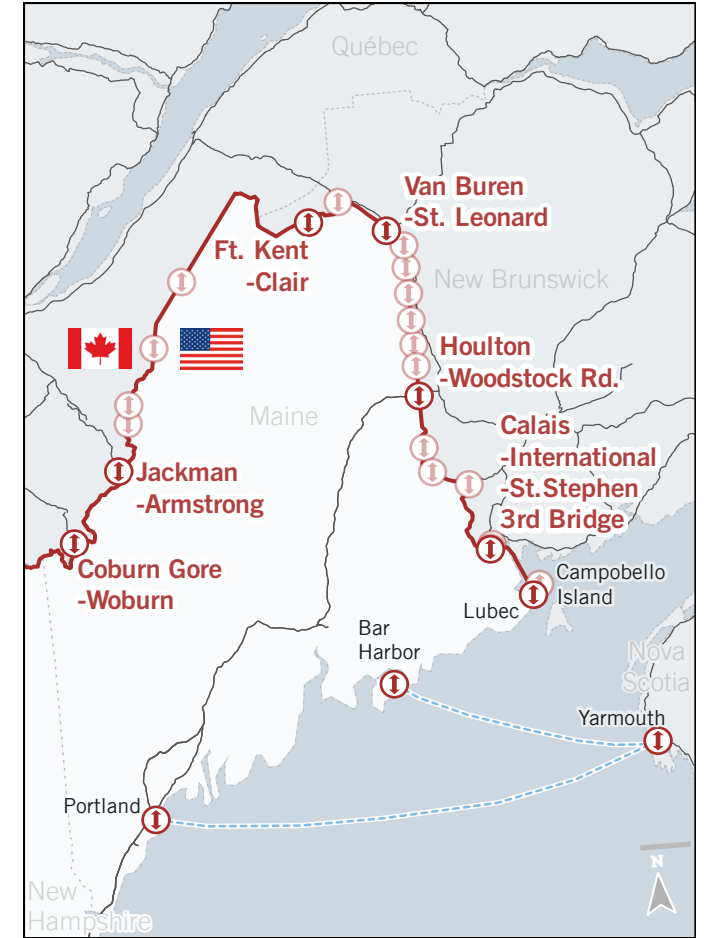 Québec
Van Buren
-St. Leonard
Ft. Kent
-Clair
New Brunswick
Houlton
-Woodstock Rd.
Maine
Calais
-International
-St.Stephen
3rd Bridge
Jackman
-Armstrong
Coburn Gore
-Woburn
Campobello
Island
Lubec
Bar
Harbor
Nova
Scotia
Yarmouth
Portland
N
New
Hampshire